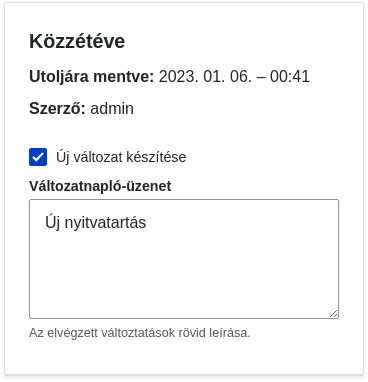 Közzétéve
Utoljára mentve: 2023. 01. 06. – 00:41
Szerző: admin
Új változat készítése
Változatnapló-üzenet
Új nyitvatartás
Az elvégzett változtatások rövid leírása.